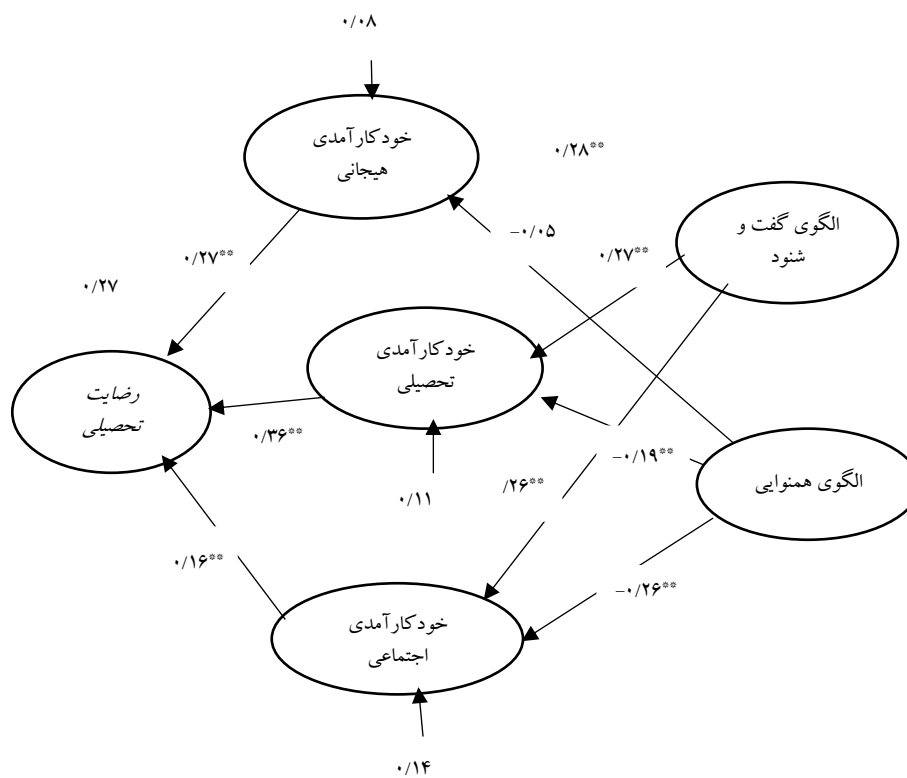 ۰/۰۸
خودکارآمدی
هیجانی
۰/۲۸**
الگوی گفت و
شنود
-۰/۰۵
۰/۲۷**
۰/۲۷**
۰/۲۷
خودکارآمدی
تحصیلی
رضایت
تحصیلی
۰/۳۶**
-۰/۱۹**
الگوی همنوایی
۰/۱۱
/۲۶**
۰/۱۶**
-۰/۲۶**
خودکارآمدی
اجتماعی
۰/۱۴